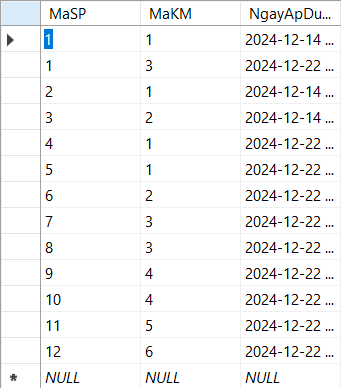 MaSP MaKM NgayApDu...
1 1 2024-12-14 ...
1 3 2024-12-22 ...
2 1 2024-12-14 ...
3 2 2024-12-14 ...
4 1 2024-12-22 ...
5 1 2024-12-22 ...
6 2 2024-12-22 ...
7 3 2024-12-22 ...
8 3 2024-12-22 ...
9 4 2024-12-22 ...
10 4 2024-12-22 ...
11 5 2024-12-22 ...
12 6 2024-12-22 ...
* NULL NULL NULL